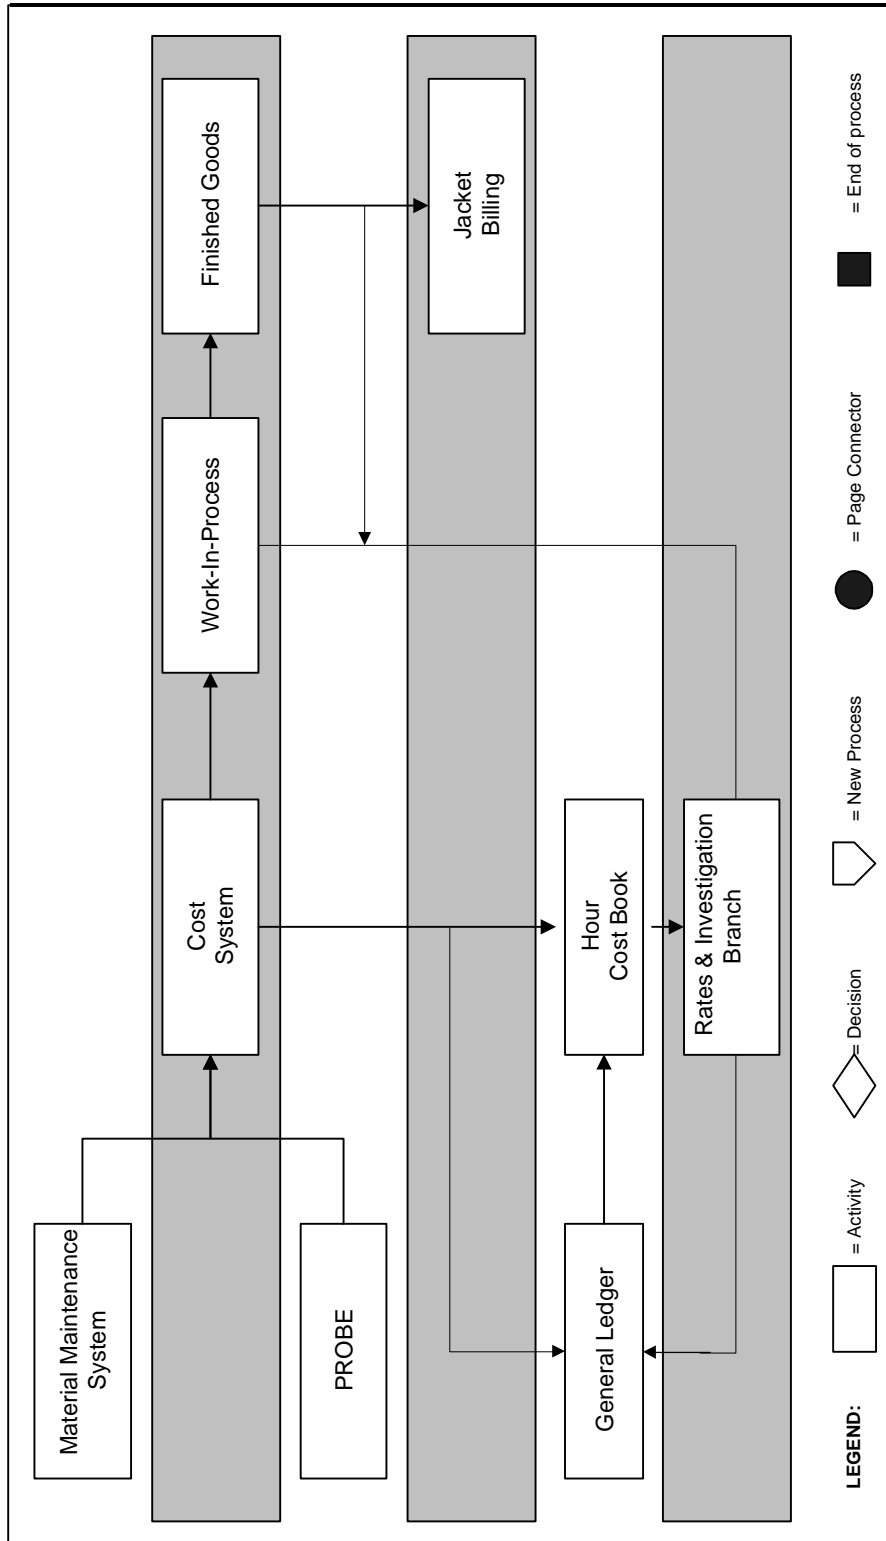 Material Maintenance
System
Cost
System
Work-In-Process
Finished Goods
PROBE
Jacket
Billing
General Ledger
Hour
Cost Book
Rates & Investigation
Branch
LEGEND:
= Activity
= Decision
= New Process
= Page Connector
= End of process